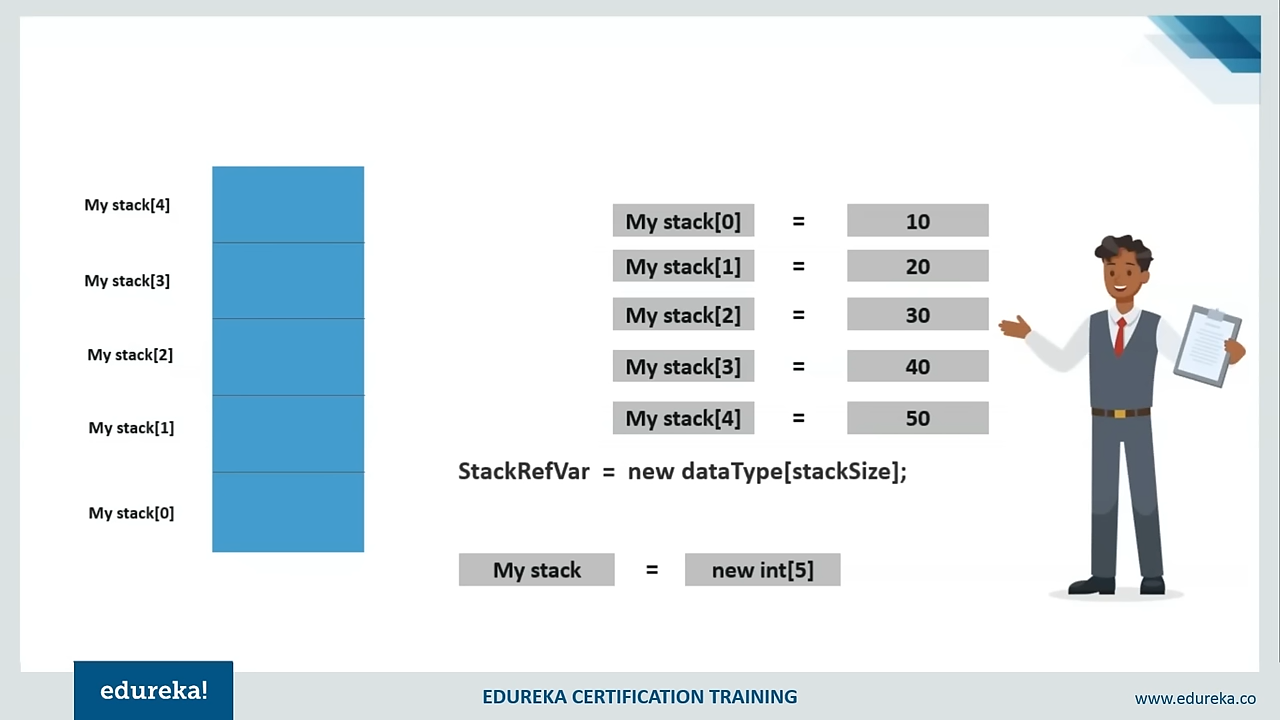 My stack[4]
My stack[3]
My stack[2]
My stack[1]
My stack[0]
My stack[0] = 10
My stack[1] = 20
My stack[2] = 30
My stack[3] = 40
My stack[4] = 50
StackRefVar = new dataType[stackSize];
My stack = new int[5]
edureka!
EDUREKA CERTIFICATION TRAINING
www.edureka.co